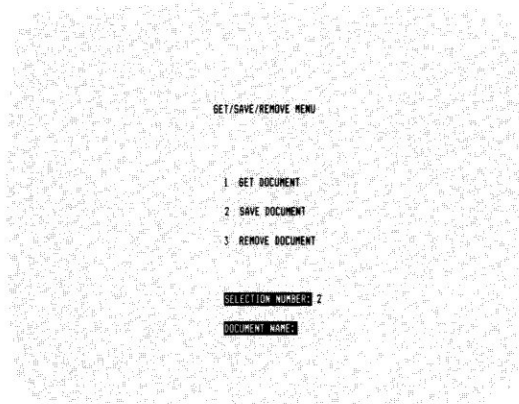 GET/SAVE/REMOVE MENU
1 GET DOCUMENT
2 SAVE DOCUMENT
3 REMOVE DOCUMENT
SELECTION NUMBER: 2
DOCUMENT NAME: